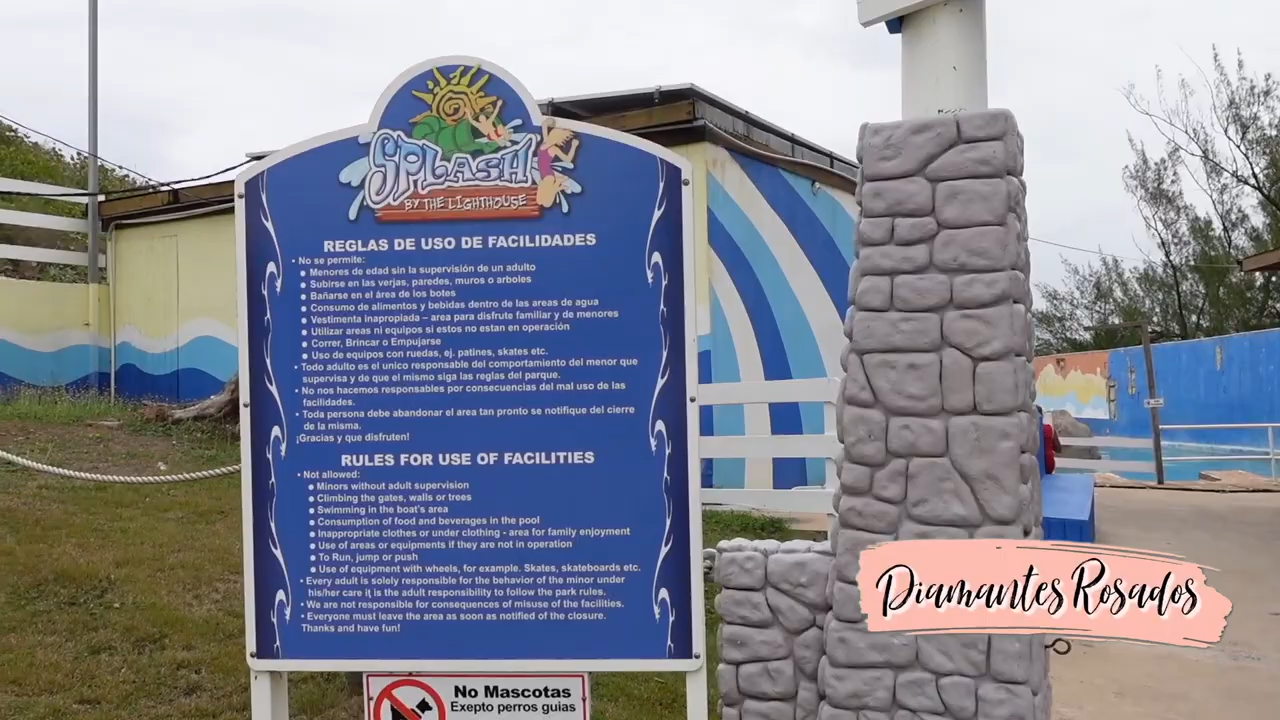 SPLASH
BY THE LIGHTHOUSE
REGLAS DE USO DE FACILIDADES
• No se permite:
● Menores de edad sin la supervisión de un adulto
● Subirse en las verjas, paredes, muros o arboles
● Bañarse en el área de los botes
● Consumo de alimentos y bebidas dentro de las areas de agua
● Vestimenta inapropiada – area para disfrute familiar y de menores
● Utilizar areas ni equipos si estos no estan en operación
● Correr, Brincar o Empujarse
● Uso de equipos con ruedas, ej. patines, skates etc.
• Todo adulto es el unico responsable del comportamiento del menor que
supervisa y de que el mismo siga las reglas del parque.
• No nos hacemos responsables por consecuencias del mal uso de las
facilidades.
• Toda persona debe abandonar el area tan pronto se notifique del cierre
de la misma.
¡Gracias y que disfruten!
RULES FOR USE OF FACILITIES
• Not allowed:
● Minors without adult supervision
● Climbing the gates, walls or trees
● Swimming in the boat's area
● Consumption of food and beverages in the pool
● Inappropriate clothes or under clothing - area for family enjoyment
● Use of areas or equipments if they are not in operation
● To Run, jump or push
● Use of equipment with wheels, for example. Skates, skateboards etc.
• Every adult is solely responsible for the behavior of the minor under
his/her care it is the adult responsibility to follow the park rules.
• We are not responsible for consequences of misuse of the facilities.
• Everyone must leave the area as soon as notified of the closure.
Thanks and have fun!
No Mascotas
Exepto perros guias
Diamantes Rosados